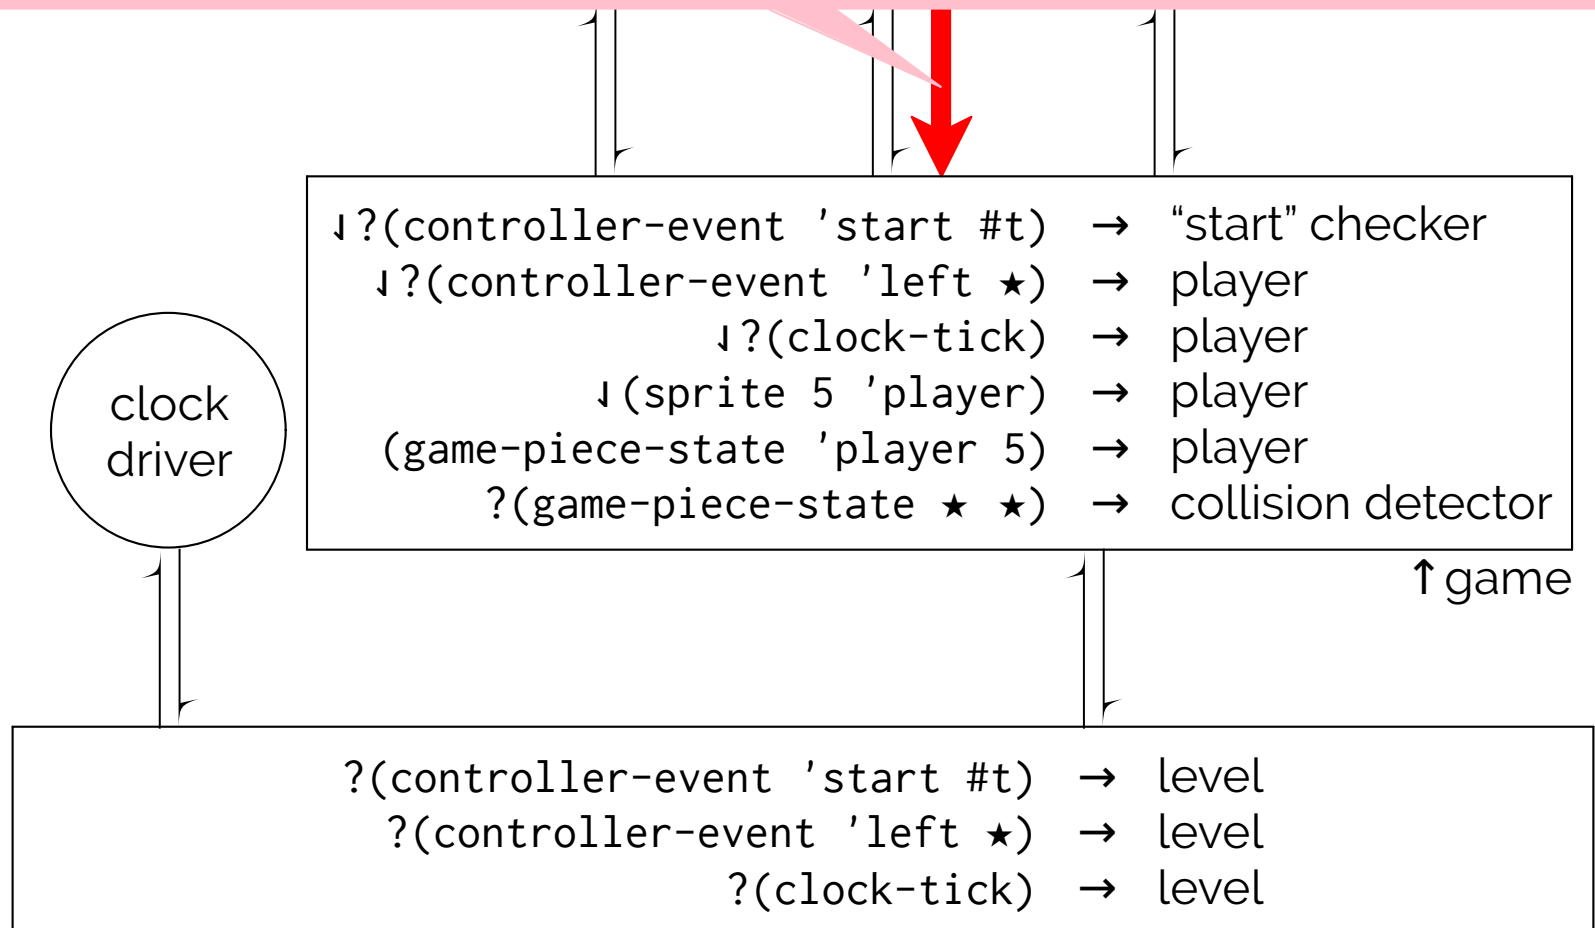 ⇃?(controller-event 'start #t) → “start” checker
⇃?(controller-event 'left ★) → player
⇃?(clock-tick) → player
⇃(sprite 5 'player) → player
(game-piece-state 'player 5) → player
?(game-piece-state ★ ★) → collision detector
clock
driver
↑game
?(controller-event 'start #t) → level
?(controller-event 'left ★) → level
?(clock-tick) → level